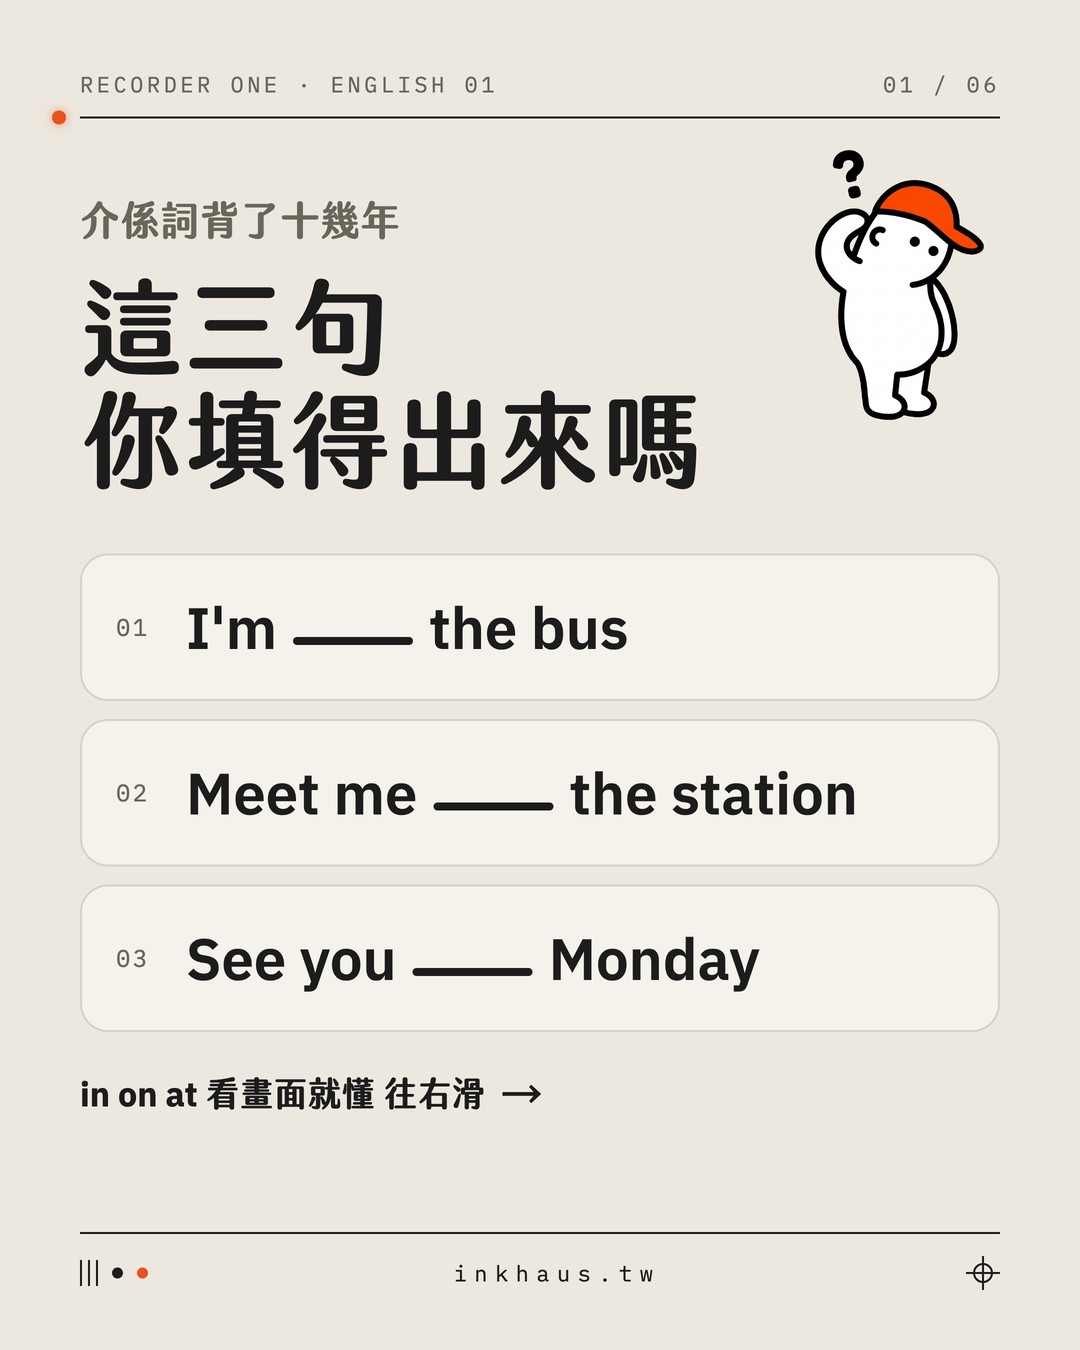 RECORDER ONE · ENGLISH 01
01 / 06
?
介係詞背了十幾年
這三句
你填得出來嗎
01 I'm ____ the bus
02 Meet me ____ the station
03 See you ____ Monday
in on at 看畫面就懂 往右滑 →
inkhaus.tw